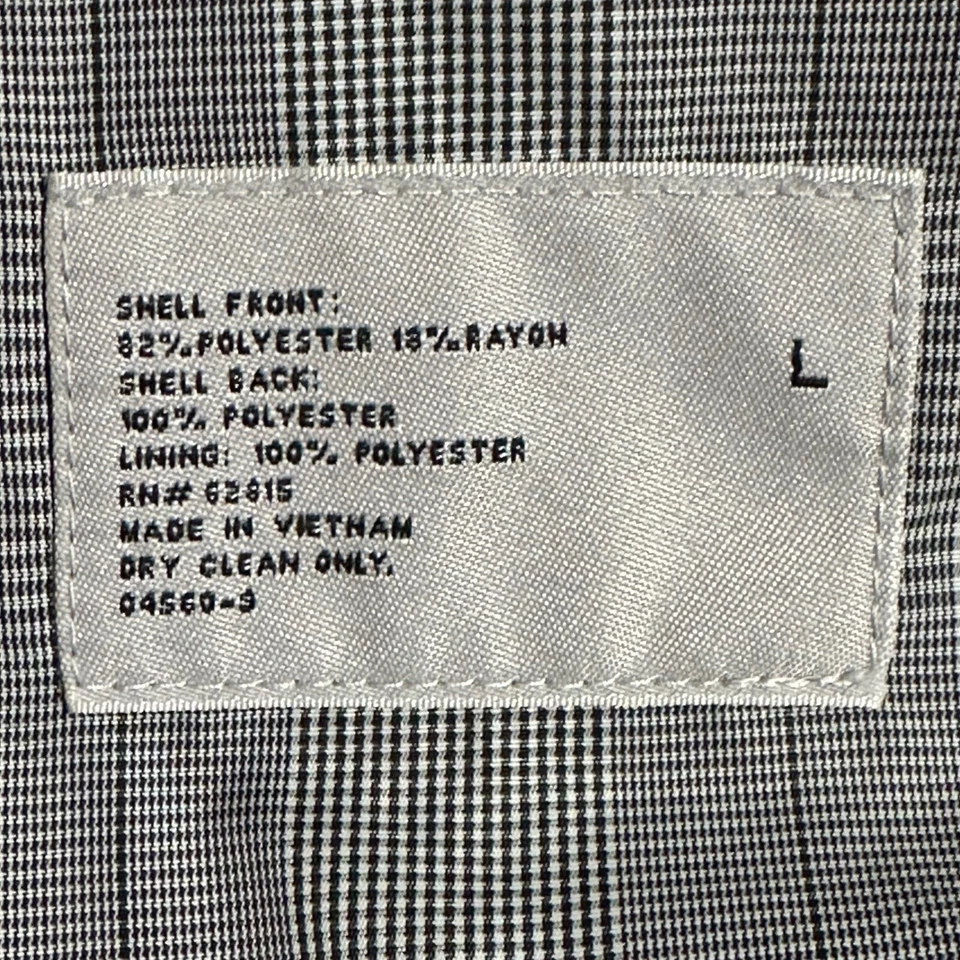 SHELL FRONT:
82% POLYESTER 18% RAYON
SHELL BACK:
100% POLYESTER
LINING: 100% POLYESTER
RN# 62815
MADE IN VIETNAM
DRY CLEAN ONLY.
04560-9
L